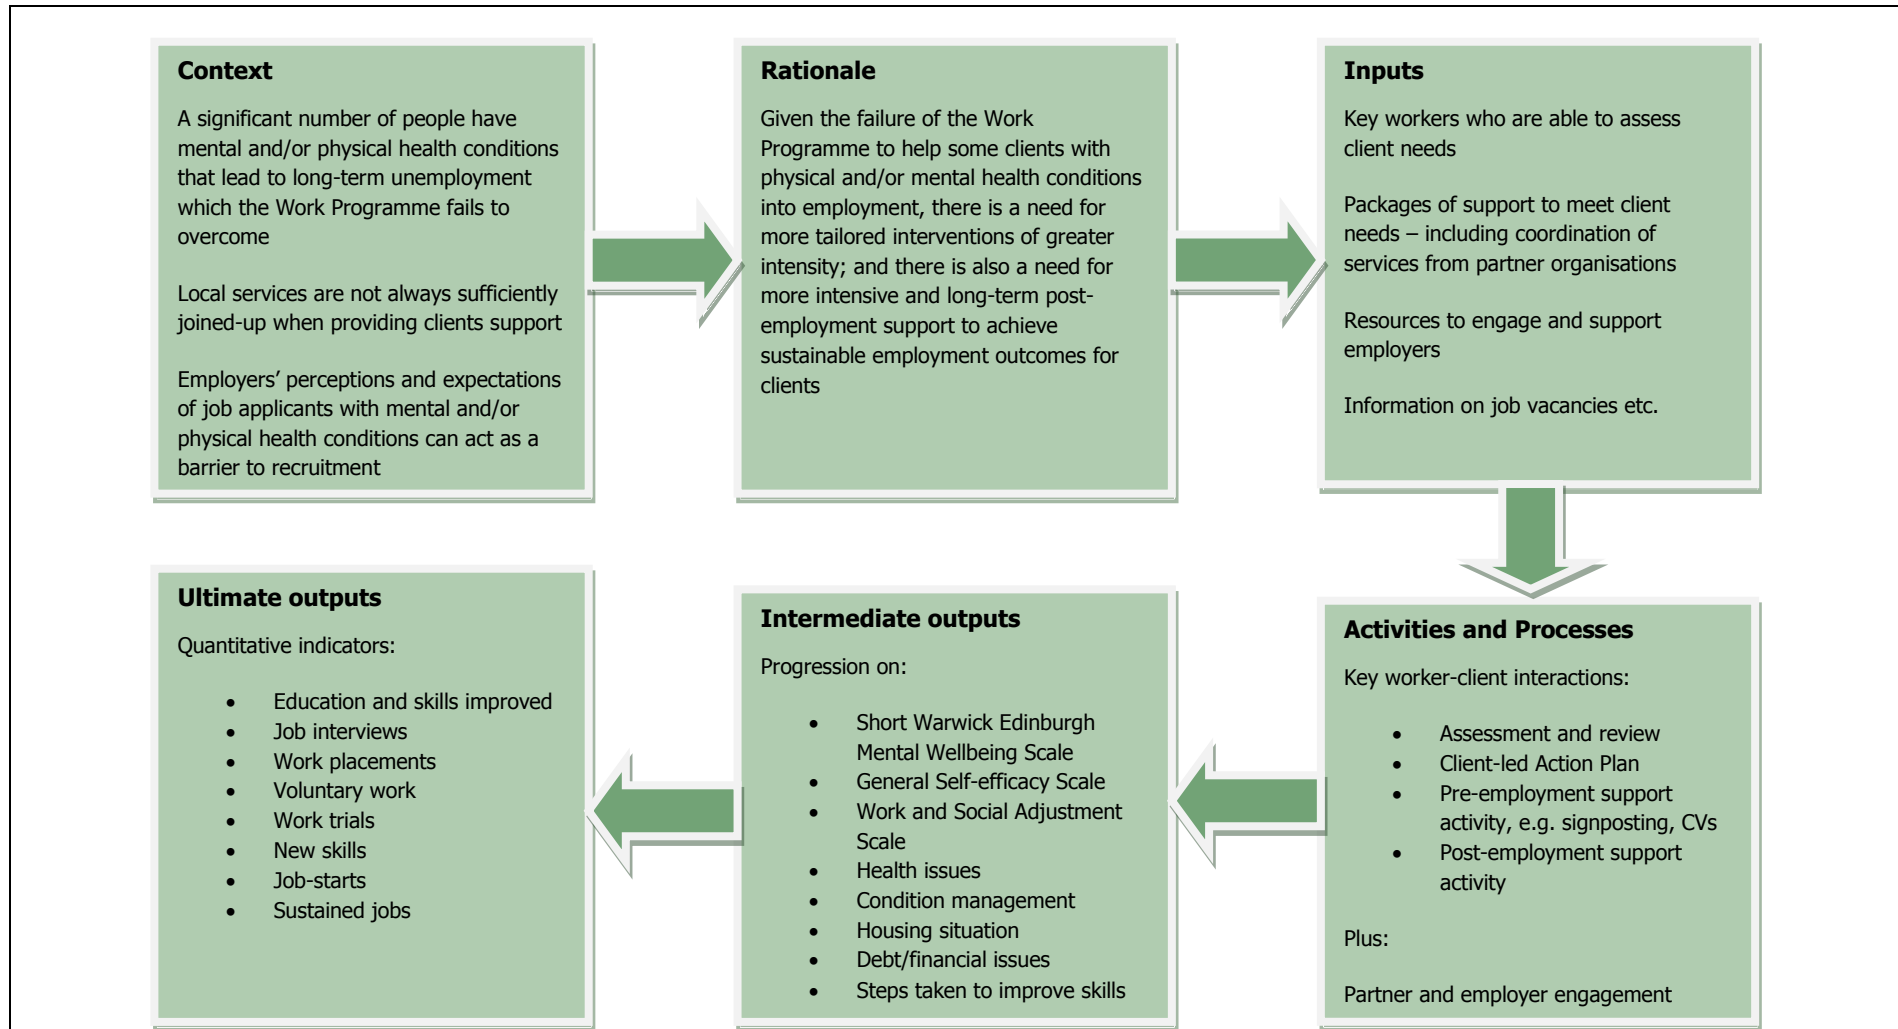 Context
A significant number of people have
mental and/or physical health conditions
that lead to long-term unemployment
which the Work Programme fails to
overcome
Local services are not always sufficiently
joined-up when providing clients support
Employers’ perceptions and expectations
of job applicants with mental and/or
physical health conditions can act as a
barrier to recruitment
Rationale
Given the failure of the Work
Programme to help some clients with
physical and/or mental health conditions
into employment, there is a need for
more tailored interventions of greater
intensity; and there is also a need for
more intensive and long-term post-
employment support to achieve
sustainable employment outcomes for
clients
Inputs
Key workers who are able to assess
client needs
Packages of support to meet client
needs – including coordination of
services from partner organisations
Resources to engage and support
employers
Information on job vacancies etc.
Activities and Processes
Key worker-client interactions:
• Assessment and review
• Client-led Action Plan
• Pre-employment support
activity, e.g. signposting, CVs
• Post-employment support
activity
Plus:
Partner and employer engagement
Intermediate outputs
Progression on:
• Short Warwick Edinburgh
Mental Wellbeing Scale
• General Self-efficacy Scale
• Work and Social Adjustment
Scale
• Health issues
• Condition management
• Housing situation
• Debt/financial issues
• Steps taken to improve skills
Ultimate outputs
Quantitative indicators:
• Education and skills improved
• Job interviews
• Work placements
• Voluntary work
• Work trials
• New skills
• Job-starts
• Sustained jobs